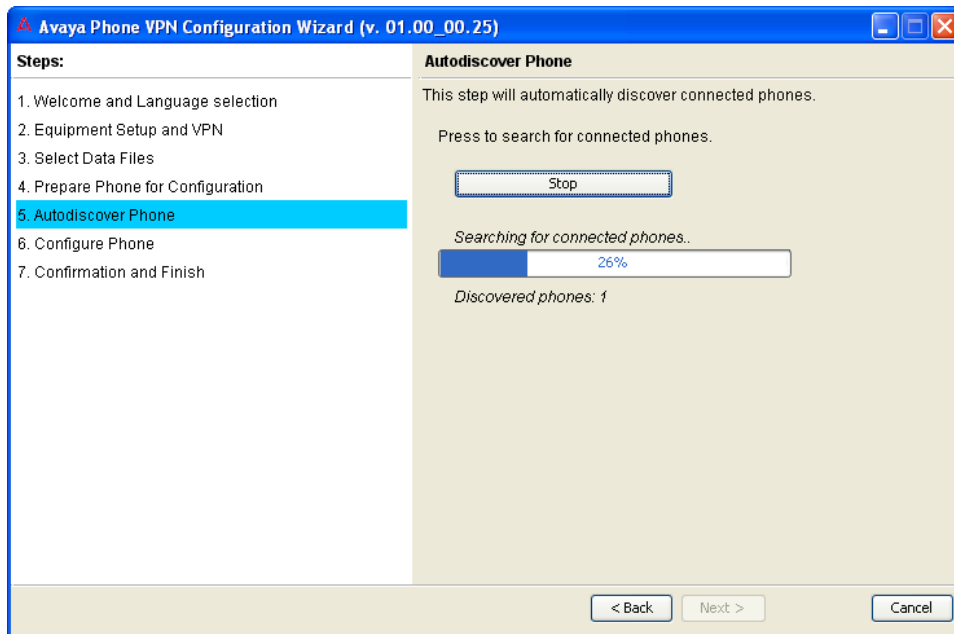 Avaya Phone VPN Configuration Wizard (v. 01.00_00.25)
Steps:
1. Welcome and Language selection
2. Equipment Setup and VPN
3. Select Data Files
4. Prepare Phone for Configuration
5. Autodiscover Phone
6. Configure Phone
7. Confirmation and Finish
Autodiscover Phone
This step will automatically discover connected phones.
Press to search for connected phones.
Stop
Searching for connected phones..
26%
Discovered phones: 1
< Back
Next >
Cancel